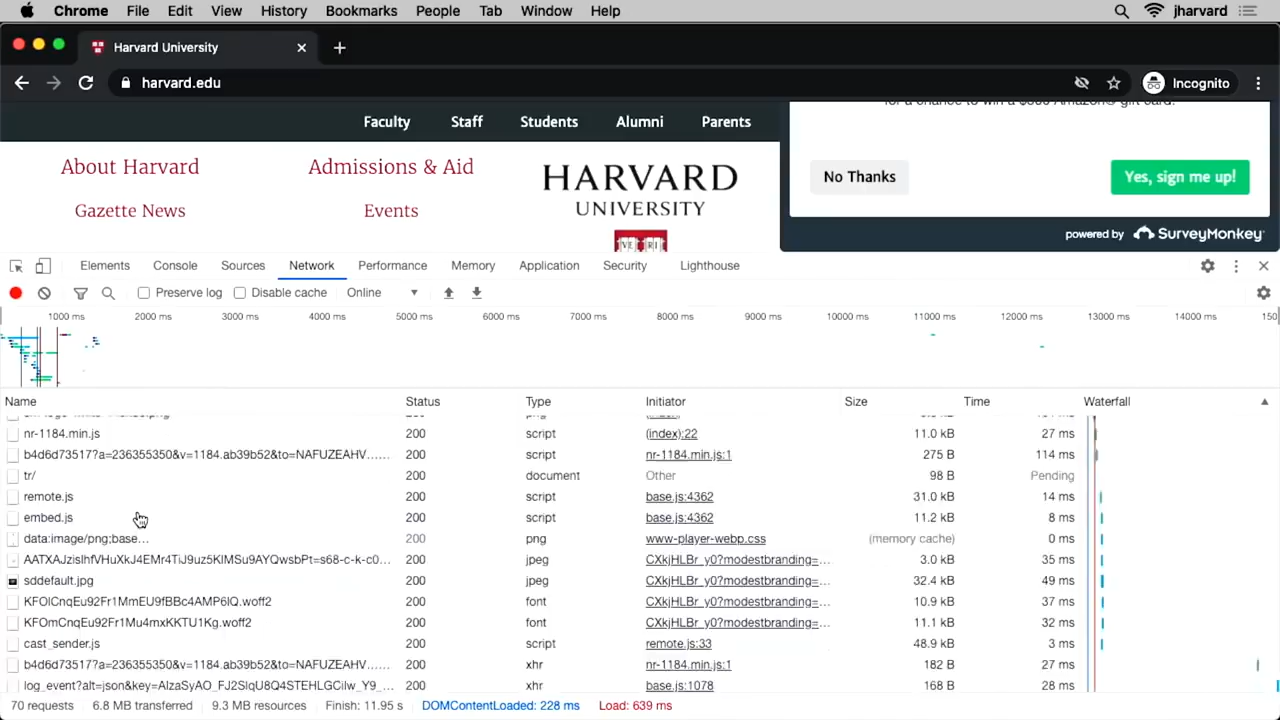 Chrome File Edit View History Bookmarks People Tab Window Help jharvard
Harvard University
harvard.edu Incognito
Faculty Staff Students Alumni Parents
About Harvard Admissions & Aid HARVARD
Gazette News Events UNIVERSITY
VE RI
No Thanks Yes, sign me up!
powered by SurveyMonkey
Elements Console Sources Network Performance Memory Application Security Lighthouse
Preserve log Disable cache Online
1000 ms 2000 ms 3000 ms 4000 ms 5000 ms 6000 ms 7000 ms 8000 ms 9000 ms 10000 ms 11000 ms 12000 ms 13000 ms 14000 ms 150
Name Status Type Initiator Size Time Waterfall
nr-1184.min.js 200 script (index):22 11.0 kB 27 ms
b4d6d73517?a=236355350&v=1184.ab39b52&to=NAFUZEAHV...... 200 script nr-1184.min.js:1 275 B 114 ms
tr/ 200 document Other 98 B Pending
remote.js 200 script base.js:4362 31.0 kB 14 ms
embed.js 200 script base.js:4362 11.2 kB 8 ms
data:image/png;base... 200 png www-player-webp.css (memory cache) 0 ms
200 jpeg CXkjHLBr_y0?modestbranding=... 3.0 kB 35 ms
sddefault.jpg 200 jpeg CXkjHLBr_y0?modestbranding=... 32.4 kB 49 ms
KFOlCnqEu92Fr1MmEU9fBBc4AMP6lQ.woff2 200 font CXkjHLBr_y0?modestbranding=... 10.9 kB 37 ms
KFOmCnqEu92Fr1Mu4mxKKTU1Kg.woff2 200 font CXkjHLBr_y0?modestbranding=... 11.1 kB 32 ms
cast_sender.js 200 script remote.js:33 48.9 kB 3 ms
b4d6d73517?a=236355350&v=1184.ab39b52&to=NAFUZEAHV...... 200 xhr nr-1184.min.js:1 182 B 27 ms
200 xhr base.js:1078 168 B 28 ms
70 requests 6.8 MB transferred 9.3 MB resources Finish: 11.95 s DOMContentLoaded: 228 ms Load: 639 ms